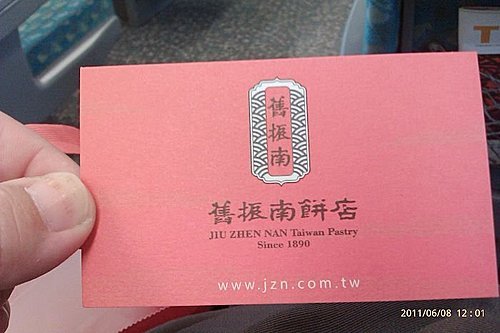 舊
振
南
舊振南餅店
JIU ZHEN NAN Taiwan Pastry
Since 1890
www.jzn.com.tw
T
2011/06/08 12:01